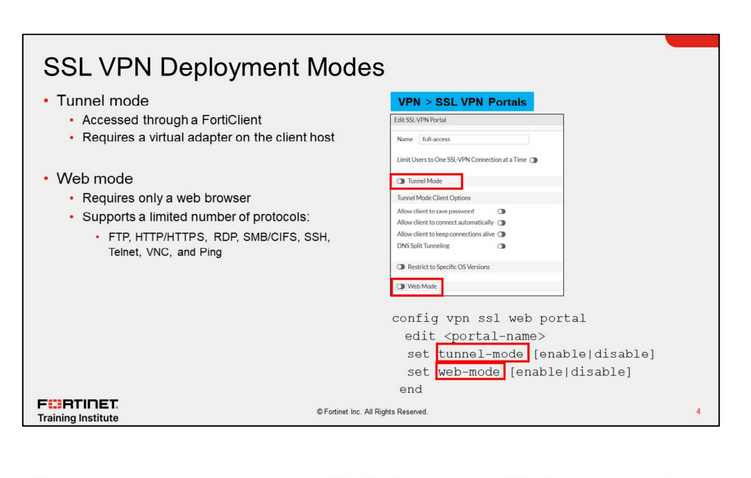 SSL VPN Deployment Modes
• Tunnel mode
• Accessed through a FortiClient
• Requires a virtual adapter on the client host
• Web mode
• Requires only a web browser
• Supports a limited number of protocols:
• FTP, HTTP/HTTPS, RDP, SMB/CIFS, SSH,
Telnet, VNC, and Ping
VPN > SSL VPN Portals
Edit SSL-VPN Portal
Name full-access
Limit Users to One SSL-VPN Connection at a Time
Tunnel Mode
Tunnel Mode Client Options
Allow client to save password
Allow client to connect automatically
Allow client to keep connections alive
DNS Split Tunneling
Restrict to Specific OS Versions
Web Mode
config vpn ssl web portal
edit <portal-name>
set tunnel-mode [enable|disable]
set web-mode [enable|disable]
end
FORTINET
Training Institute
© Fortinet Inc. All Rights Reserved.
4